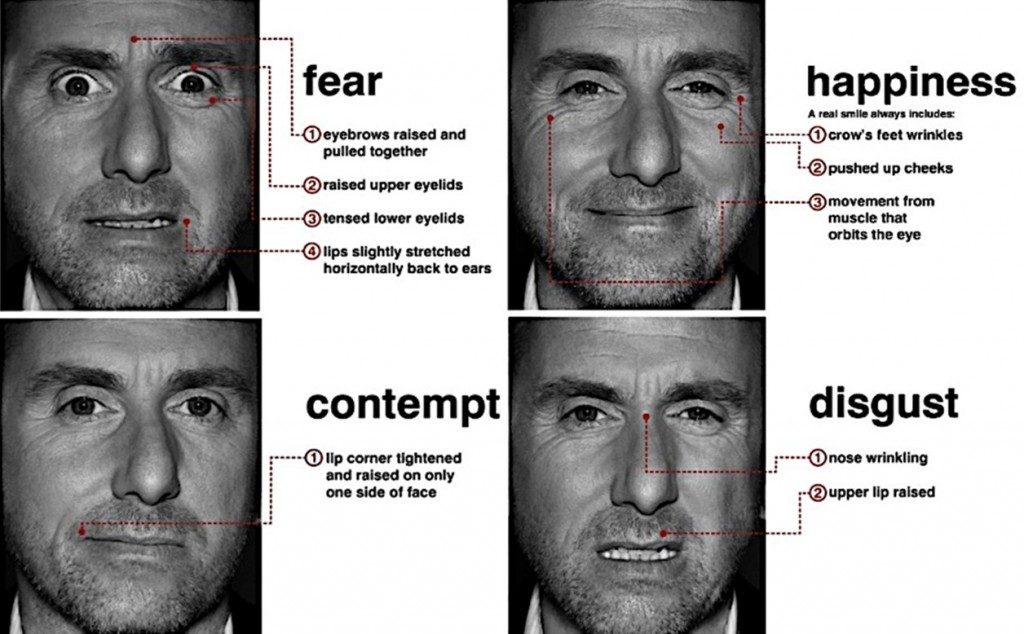 fear
1 eyebrows raised and
pulled together
2 raised upper eyelids
3 tensed lower eyelids
4 lips slightly stretched
horizontally back to ears
happiness
A real smile always includes:
1 crow's feet wrinkles
2 pushed up cheeks
3 movement from
muscle that
orbits the eye
contempt
1 lip corner tightened
and raised on only
one side of face
disgust
1 nose wrinkling
2 upper lip raised